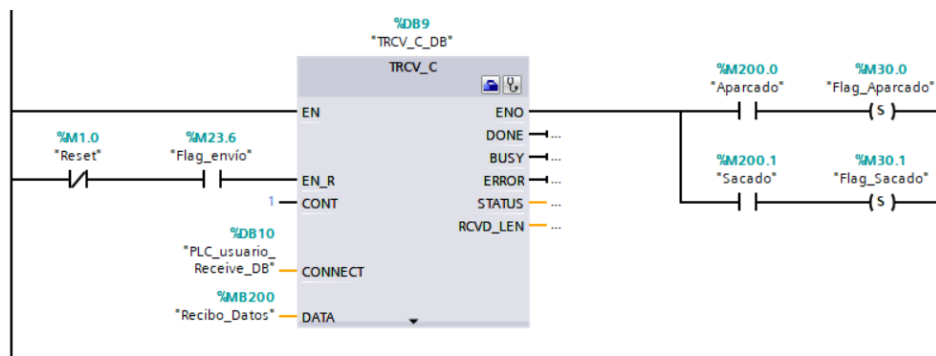 %DB9
"TRCV_C_DB"
TRCV_C
%M200.0
"Aparcado"
%M30.0
"Flag_Aparcado"
S
EN
ENO
DONE
...
%M1.0
"Reset"
%M23.6
"Flag_envío"
BUSY
...
%M200.1
"Sacado"
%M30.1
"Flag_Sacado"
S
EN_R
ERROR
...
1
CONT
STATUS
...
RCVD_LEN
...
%DB10
"PLC_usuario_
Receive_DB"
CONNECT
%MB200
"Recibo_Datos"
DATA